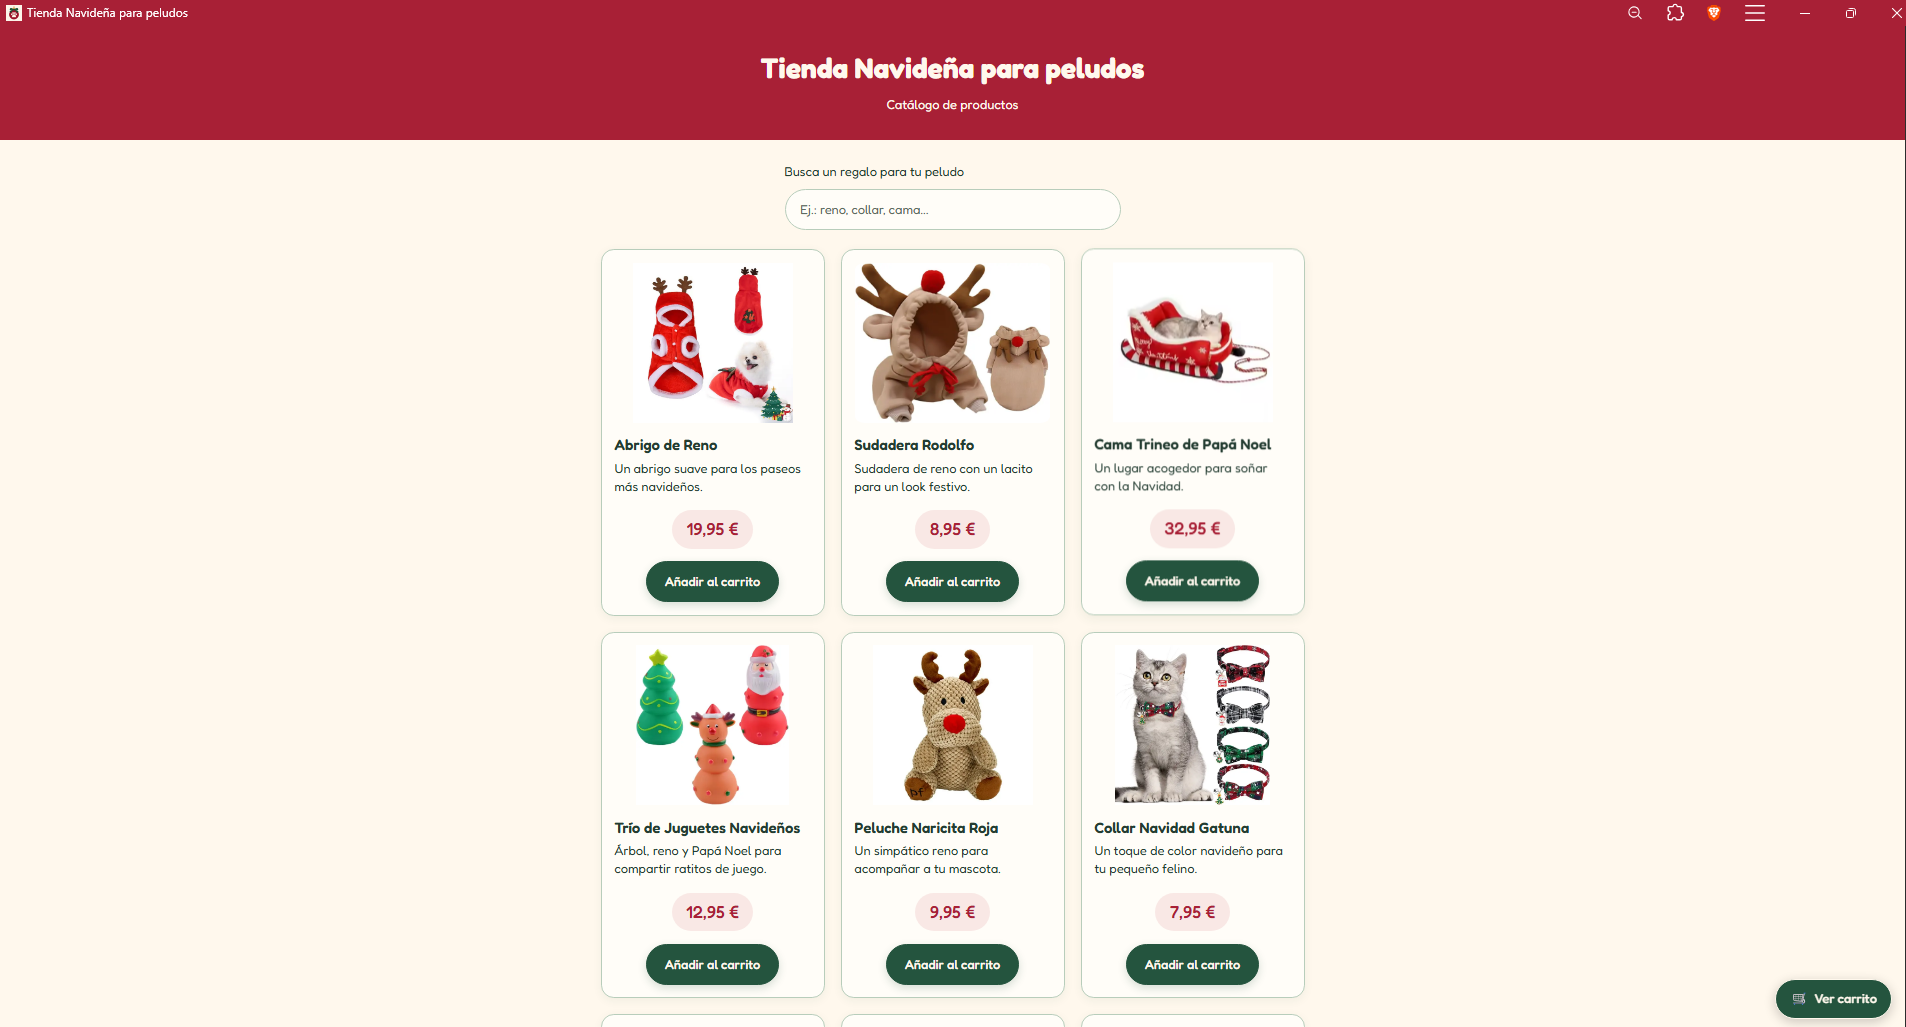 Tienda Navideña para peludos
Tienda Navideña para peludos
Catálogo de productos
Busca un regalo para tu peludo
Ej.: reno, collar, cama...
Abrigo de Reno
Un abrigo suave para los paseos
más navideños.
19,95 €
Añadir al carrito
Sudadera Rodolfo
Sudadera de reno con un lacito
para un look festivo.
8,95 €
Añadir al carrito
Cama Trineo de Papá Noel
Un lugar acogedor para soñar
con la Navidad.
32,95 €
Añadir al carrito
Trío de Juguetes Navideños
Árbol, reno y Papá Noel para
compartir ratitos de juego.
12,95 €
Añadir al carrito
Peluche Naricita Roja
Un simpático reno para
acompañar a tu mascota.
9,95 €
Añadir al carrito
Collar Navidad Gatuna
Un toque de color navideño para
tu pequeño felino.
7,95 €
Añadir al carrito
Ver carrito